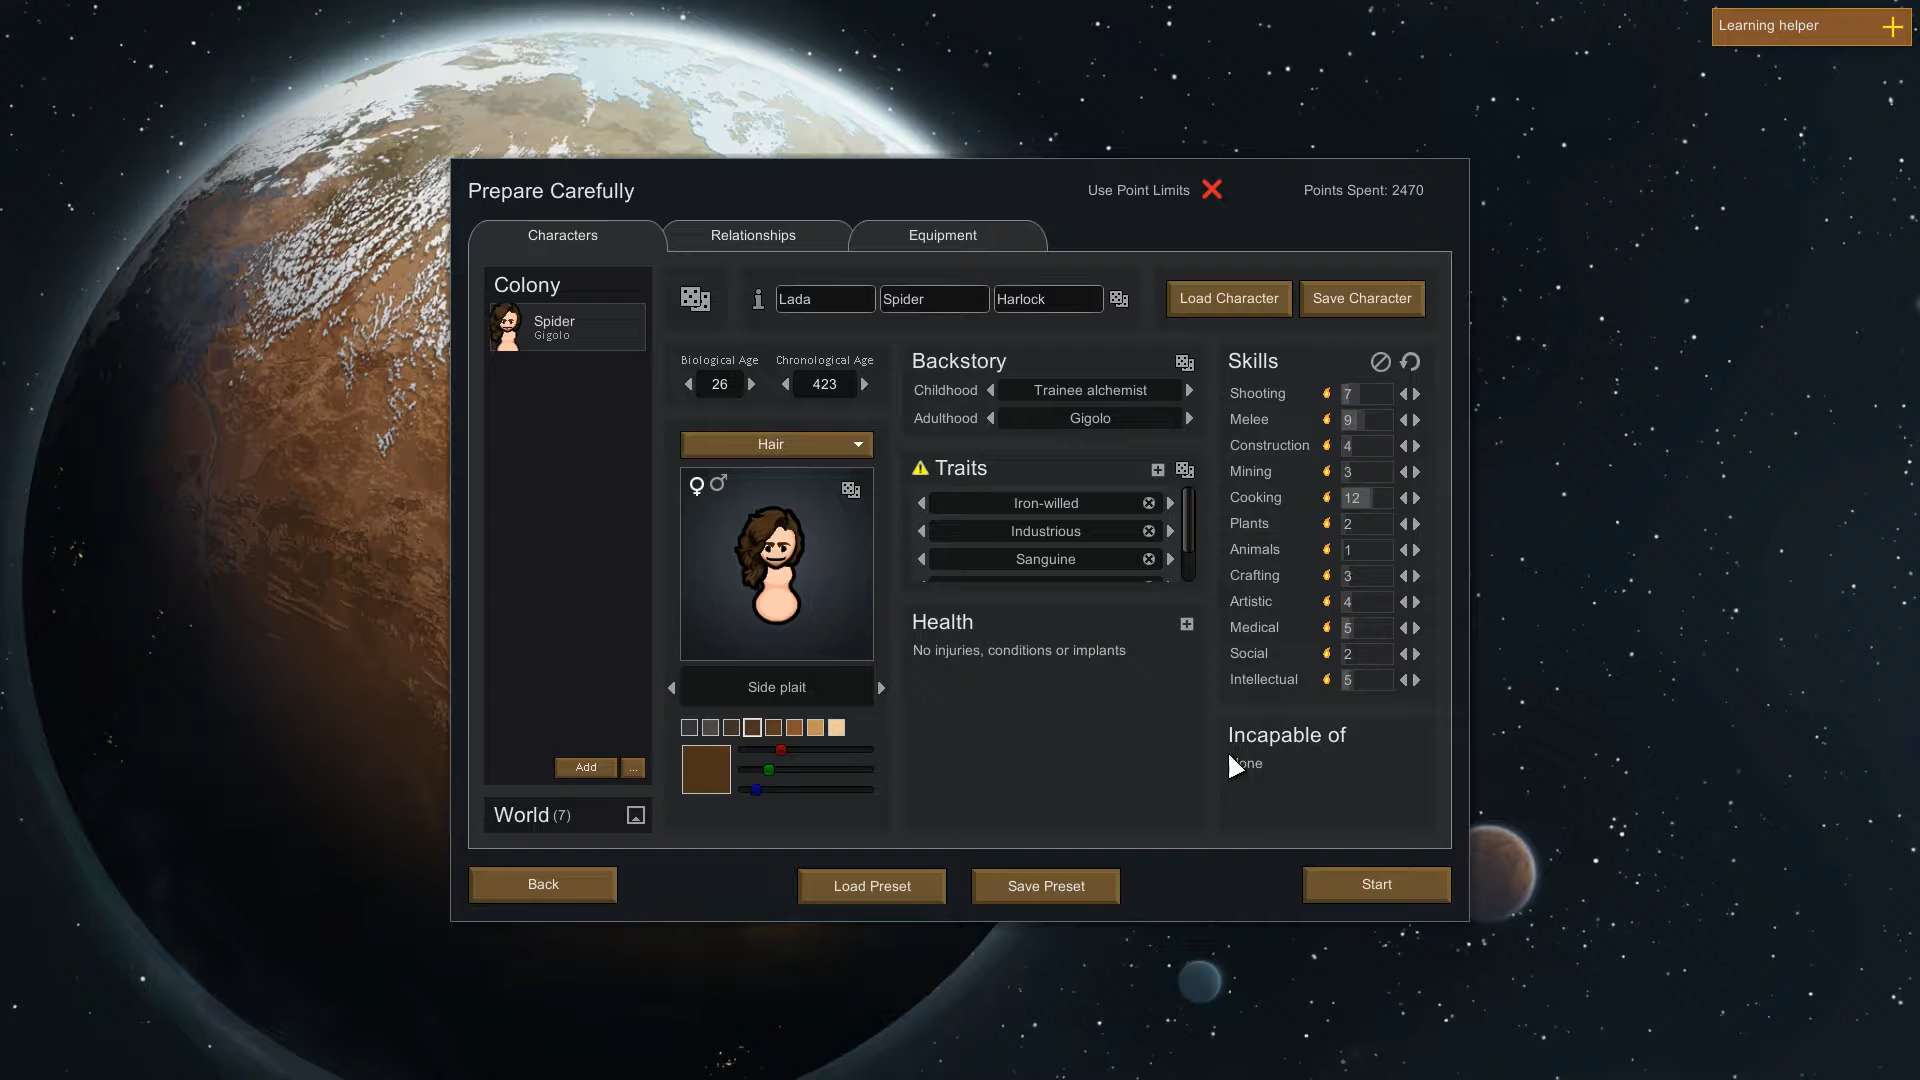 Learning helper
Prepare Carefully
Use Point Limits
Points Spent: 2470
Characters
Relationships
Equipment
Colony
Spider
Gigolo
Add
...
World (7)
Lada
Spider
Harlock
Load Character
Save Character
Biological Age
Chronological Age
26
423
Hair
Side plait
Backstory
Childhood
Trainee alchemist
Adulthood
Gigolo
Traits
Iron-willed
Industrious
Sanguine
Health
No injuries, conditions or implants
Skills
Shooting 7
Melee 9
Construction 4
Mining 3
Cooking 12
Plants 2
Animals 1
Crafting 3
Artistic 4
Medical 5
Social 2
Intellectual 5
Incapable of
Back
Load Preset
Save Preset
Start